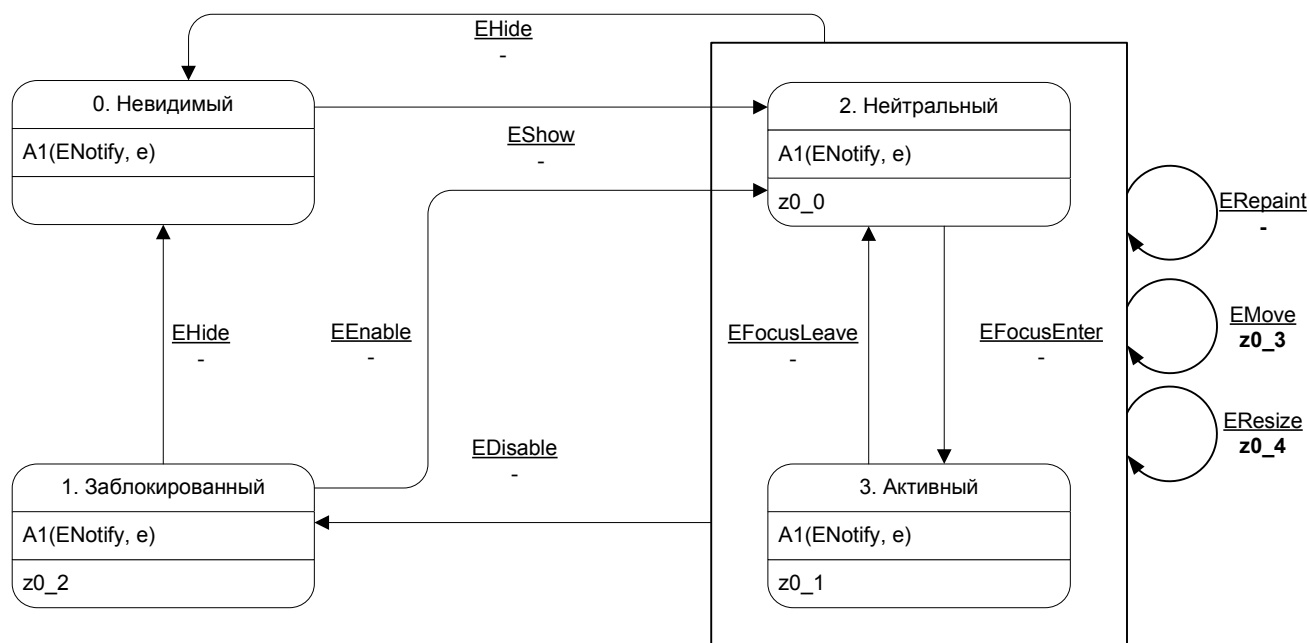 EHide
-
0. Невидимый
A1(ENotify, e)
2. Нейтральный
A1(ENotify, e)
z0_0
EShow
-
ERepaint
-
EMove
z0_3
EResize
z0_4
EHide
-
EEnable
-
EFocusLeave
-
EFocusEnter
-
EDisable
-
1. Заблокированный
A1(ENotify, e)
z0_2
3. Активный
A1(ENotify, e)
z0_1